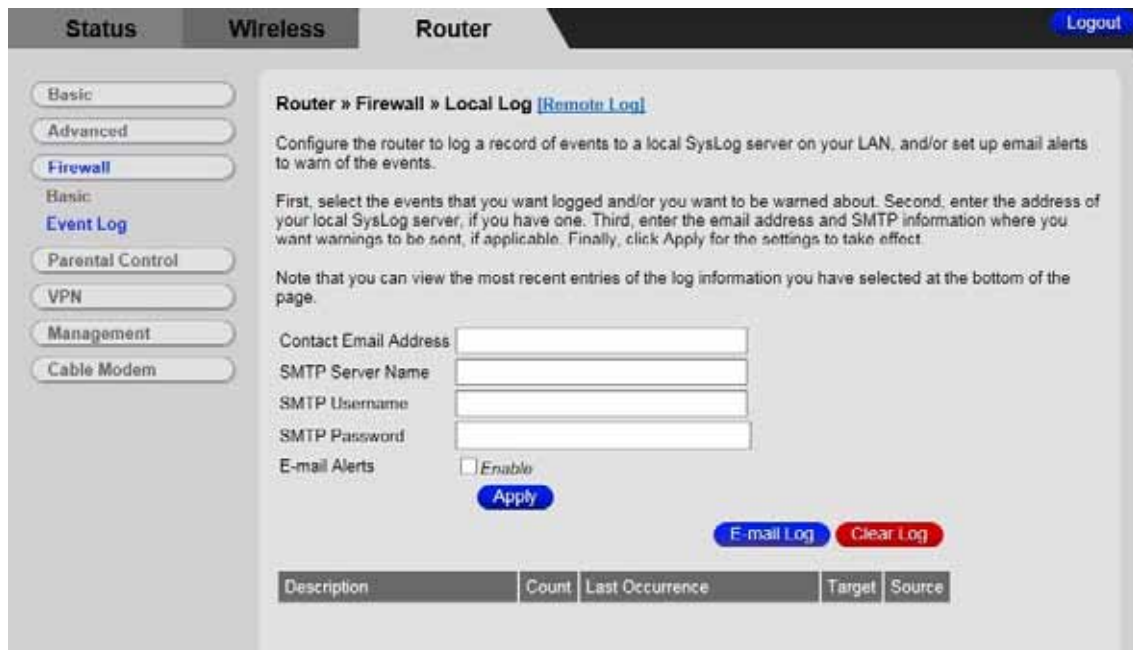 Status Wireless Router Logout
Basic
Advanced
Firewall
Basic
Event Log
Parental Control
VPN
Management
Cable Modem
Router » Firewall » Local Log [Remote Log]
Configure the router to log a record of events to a local SysLog server on your LAN, and/or set up email alerts
to warn of the events.
First, select the events that you want logged and/or you want to be warned about. Second, enter the address of
your local SysLog server, if you have one. Third, enter the email address and SMTP information where you
want warnings to be sent, if applicable. Finally, click Apply for the settings to take effect.
Note that you can view the most recent entries of the log information you have selected at the bottom of the
page.
Contact Email Address
SMTP Server Name
SMTP Username
SMTP Password
E-mail Alerts Enable
Apply
E-mail Log Clear Log
Description Count Last Occurrence Target Source